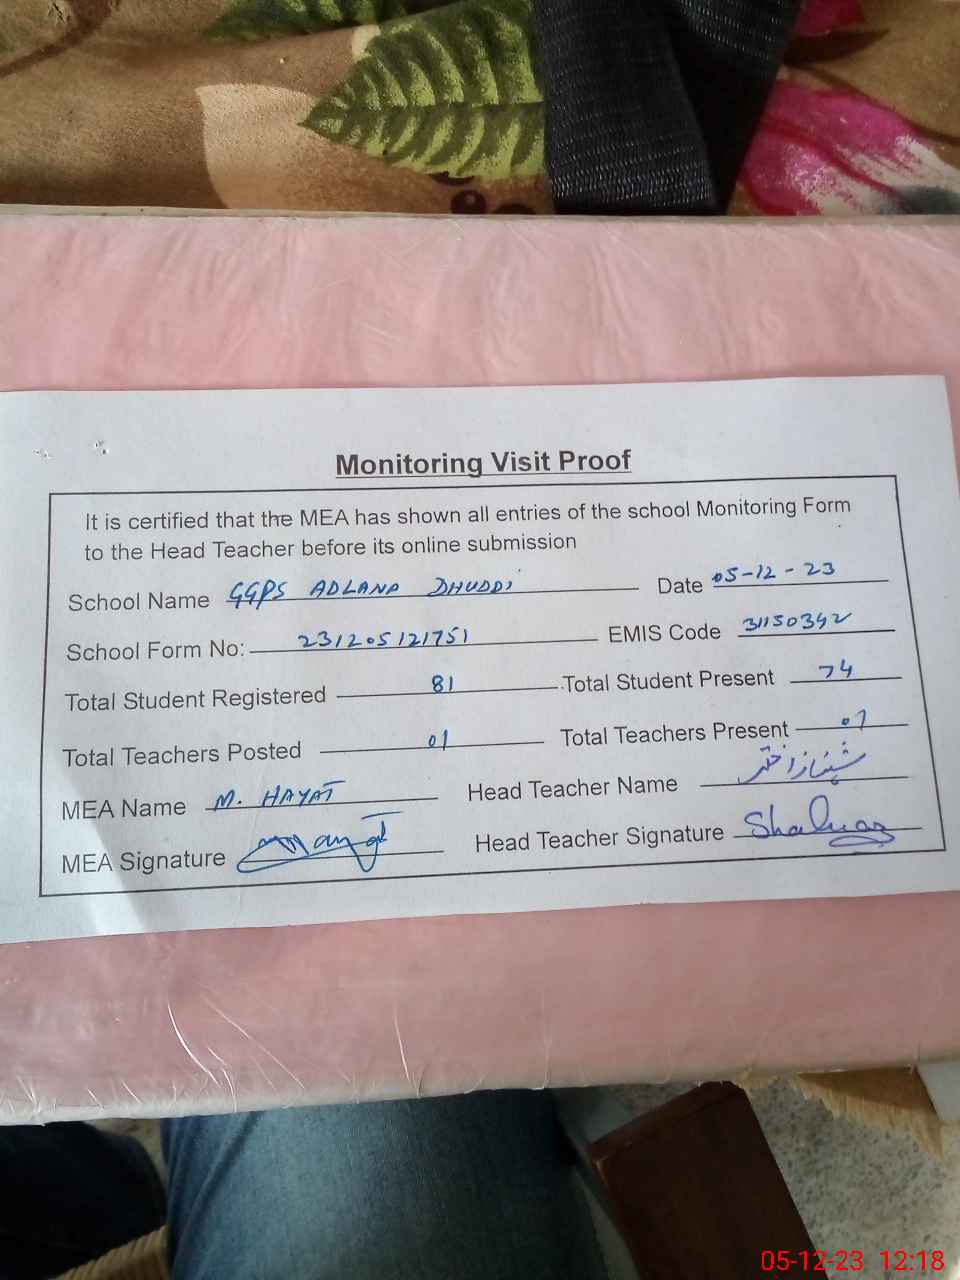 Monitoring Visit Proof
It is certified that the MEA has shown all entries of the school Monitoring Form
to the Head Teacher before its online submission
School Name GGPS ADLANA DHUDDI Date 05-12-23
School Form No: 231205121751 EMIS Code 31150392
Total Student Registered 81 Total Student Present 74
Total Teachers Posted 01 Total Teachers Present 01
MEA Name M. HAYAT Head Teacher Name شہناز اختر
MEA Signature Head Teacher Signature
05-12-23 12:18